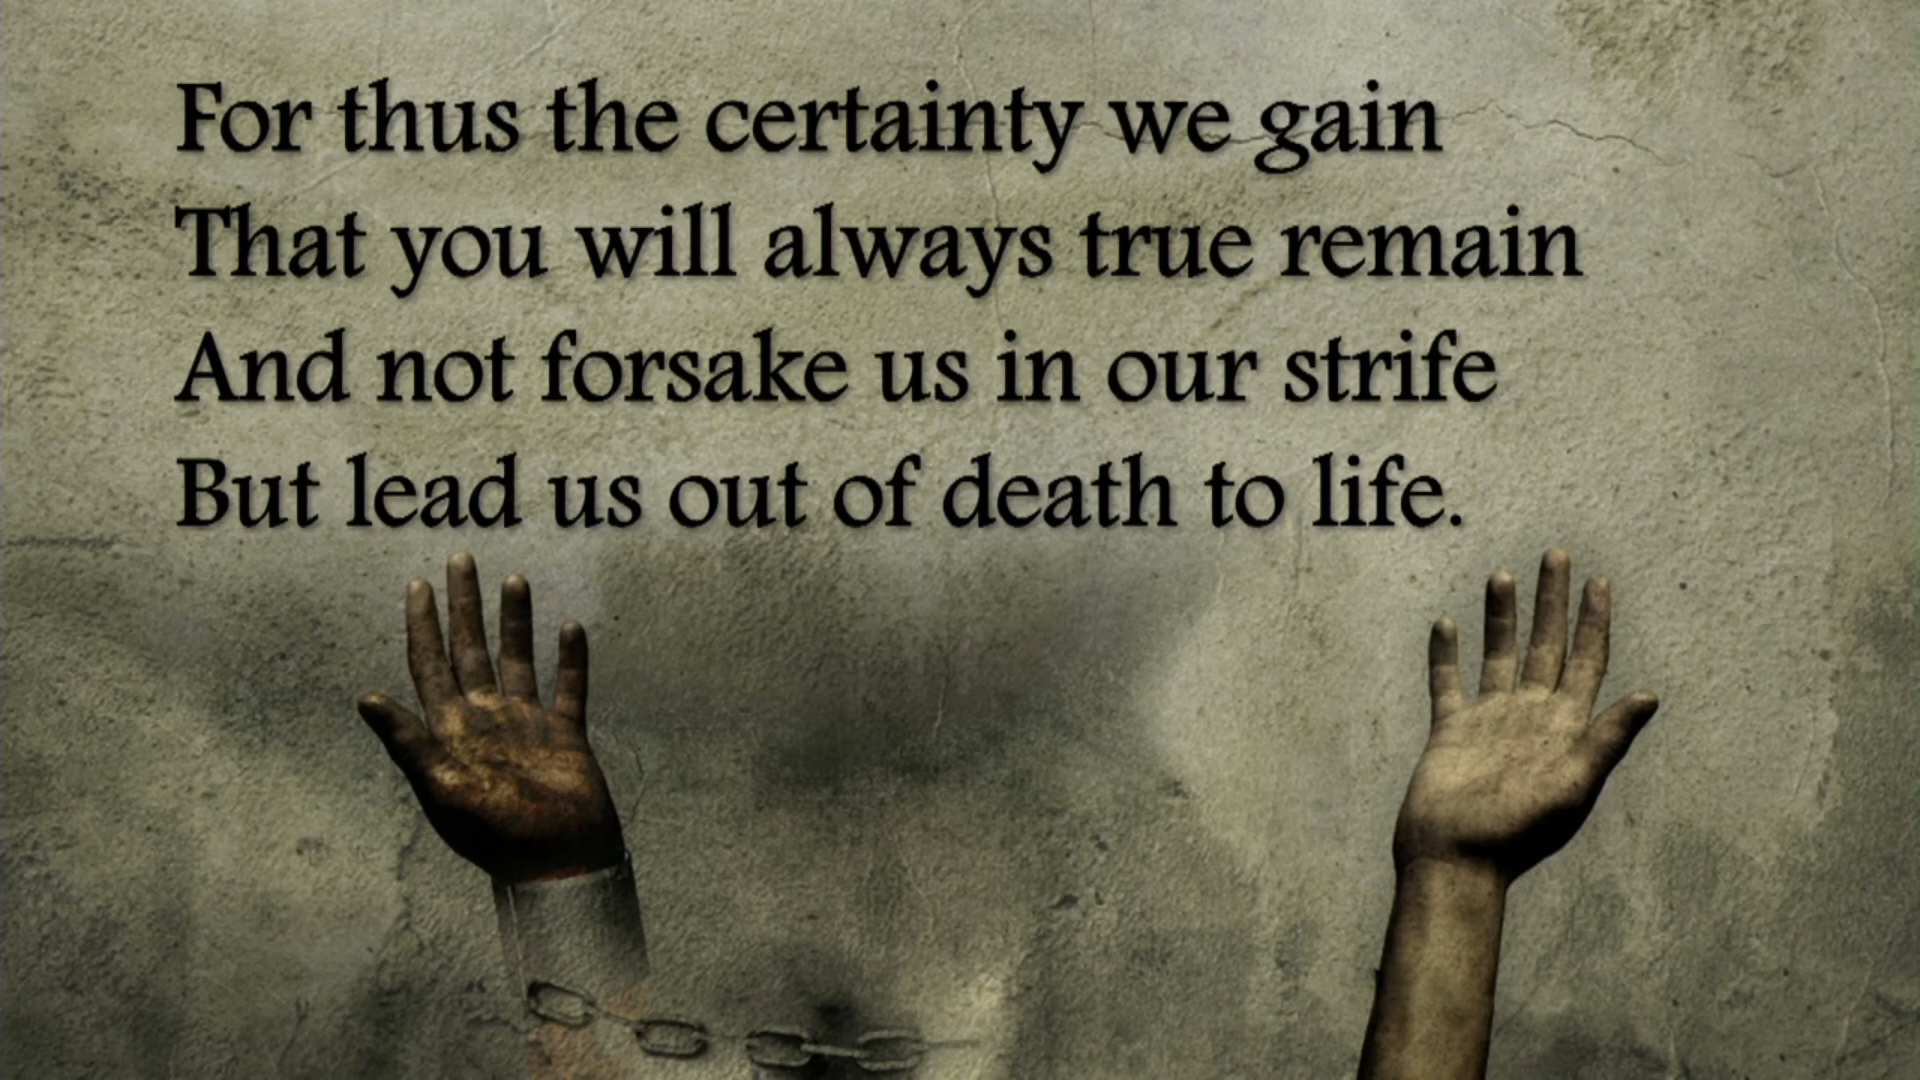 For thus the certainty we gain
That you will always true remain
And not forsake us in our strife
But lead us out of death to life.